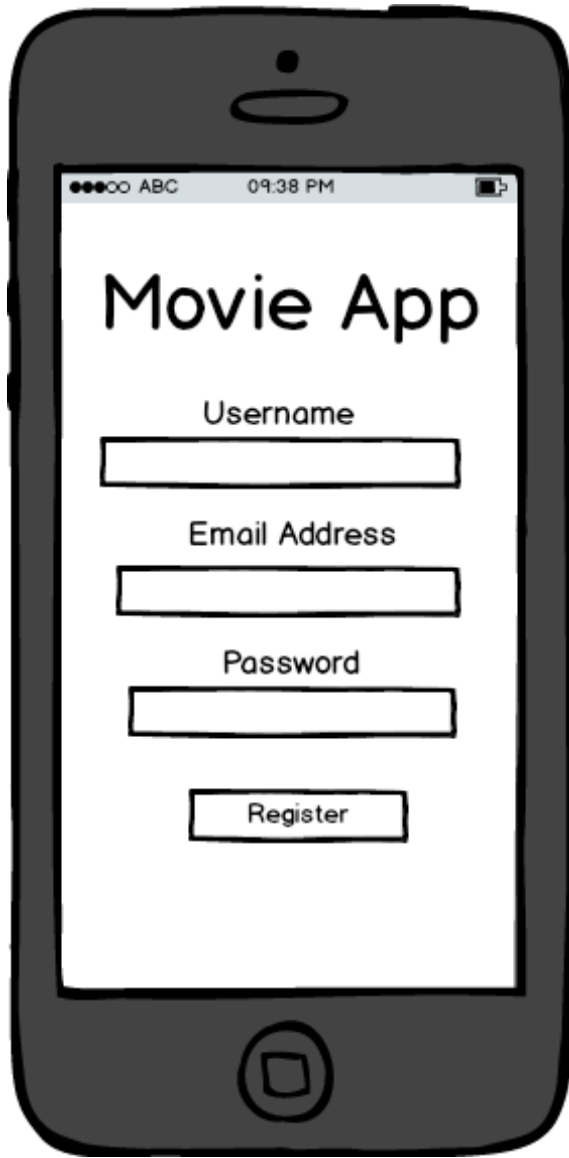 ABC 09:38 PM
Movie App
Username
Email Address
Password
Register